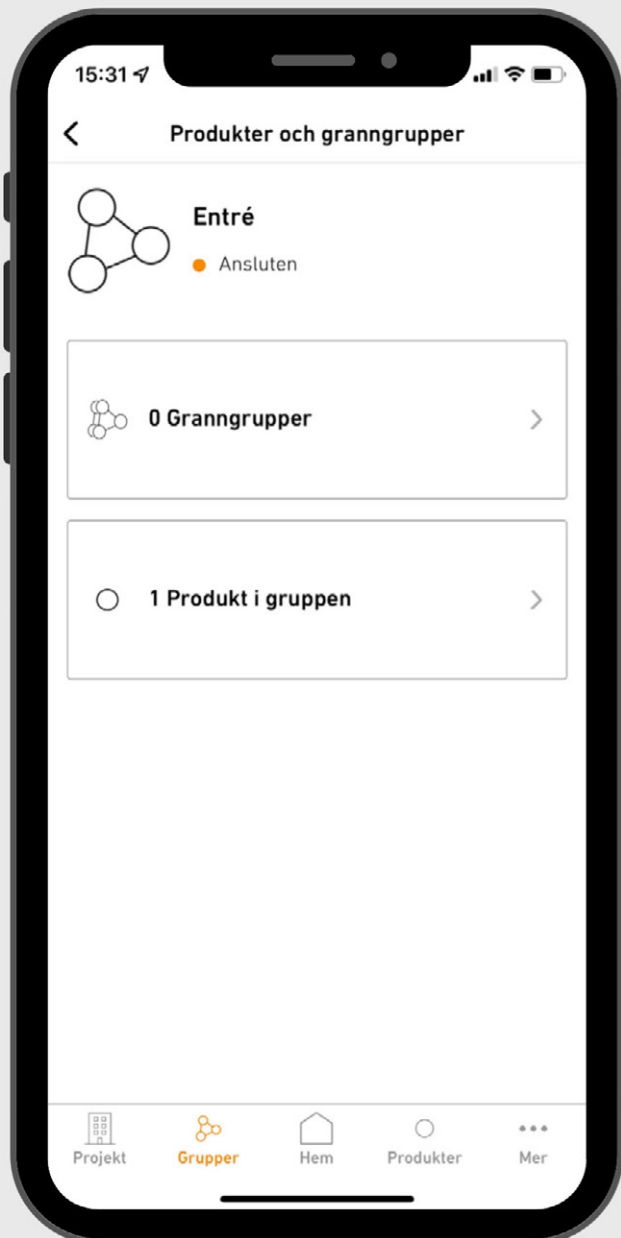 15:31
Produkter och granngrupper
Entré
Ansluten
0 Granngrupper
1 Produkt i gruppen
Projekt
Grupper
Hem
Produkter
Mer